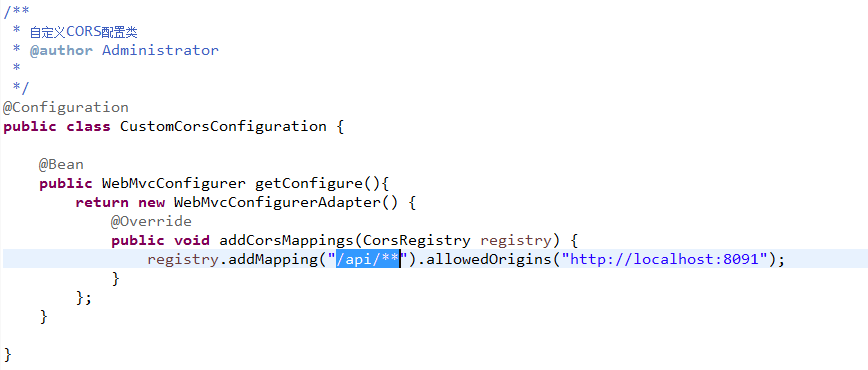 /**
 * 自定义CORS配置类
 * @author Administrator
 *
 */
@Configuration
public class CustomCorsConfiguration {
    @Bean
    public WebMvcConfigurer getConfigure(){
        return new WebMvcConfigurerAdapter() {
            @Override
            public void addCorsMappings(CorsRegistry registry) {
                registry.addMapping("/api/**").allowedOrigins("http://localhost:8091");
            }
        };
    }
}